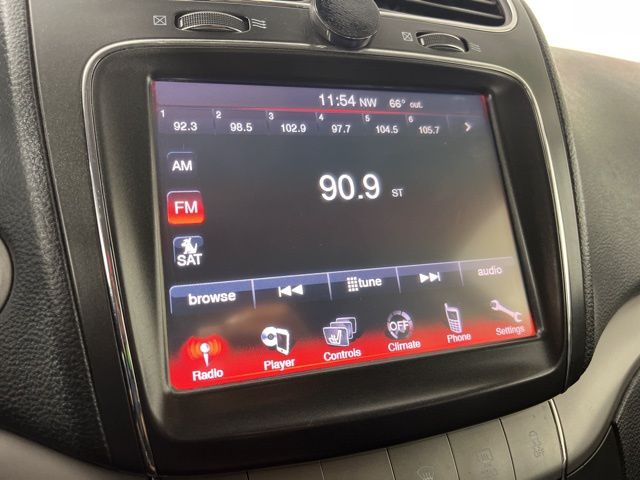 11:54 NW 66° out.
1 2 3 4 5 6
92.3 98.5 102.9 97.7 104.5 105.7
AM
90.9 ST
FM
SAT
browse tune audio
Radio Player Controls OFF Climate Phone Settings